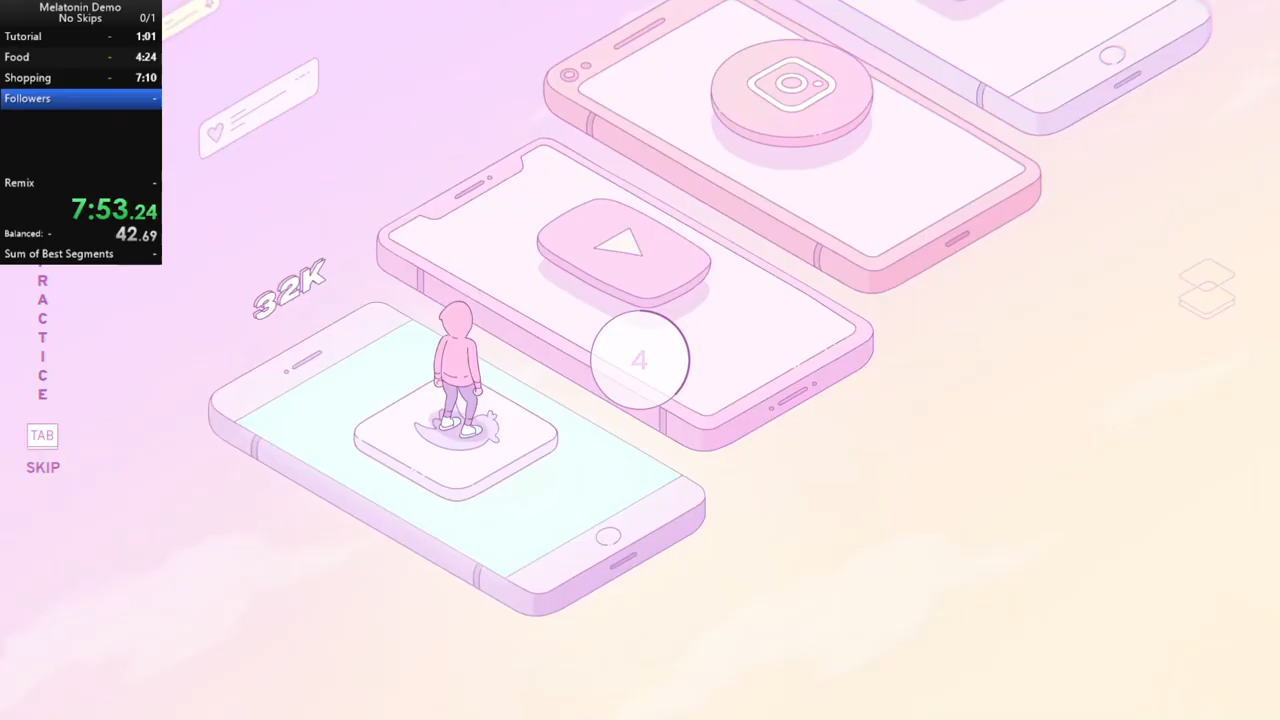 Melatonin Demo
No Skips 0/1
Tutorial - 1:01
Food - 4:24
Shopping - 7:10
Followers -
Remix -
7:53.24
Balanced: - 42.69
Sum of Best Segments -
RACTICE
TAB
SKIP
32K
4